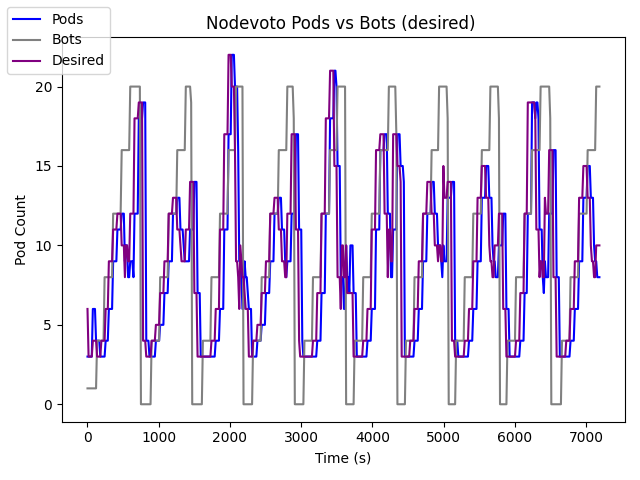 Nodevoto Pods vs Bots (desired)
Pods
Bots
Desired
Pod Count
20
15
10
5
0
0 1000 2000 3000 4000 5000 6000 7000
Time (s)